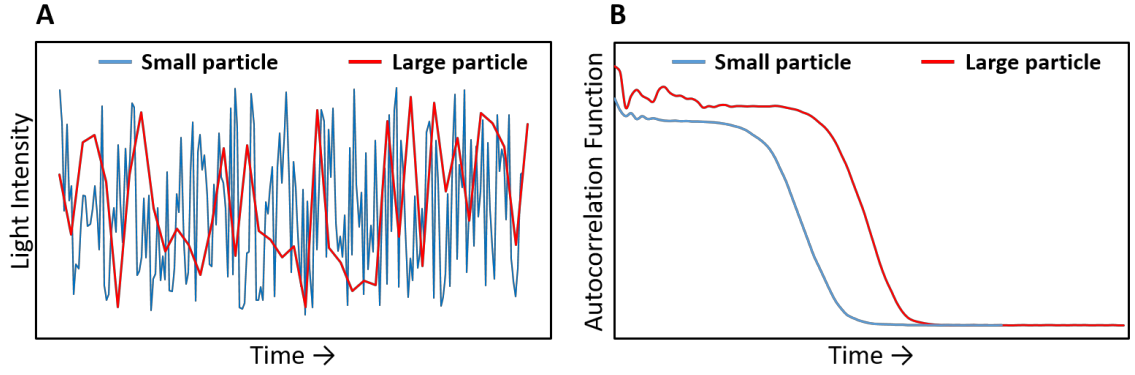 A
Small particle
Large particle
Light Intensity
Time →
B
Small particle
Large particle
Autocorrelation Function
Time →